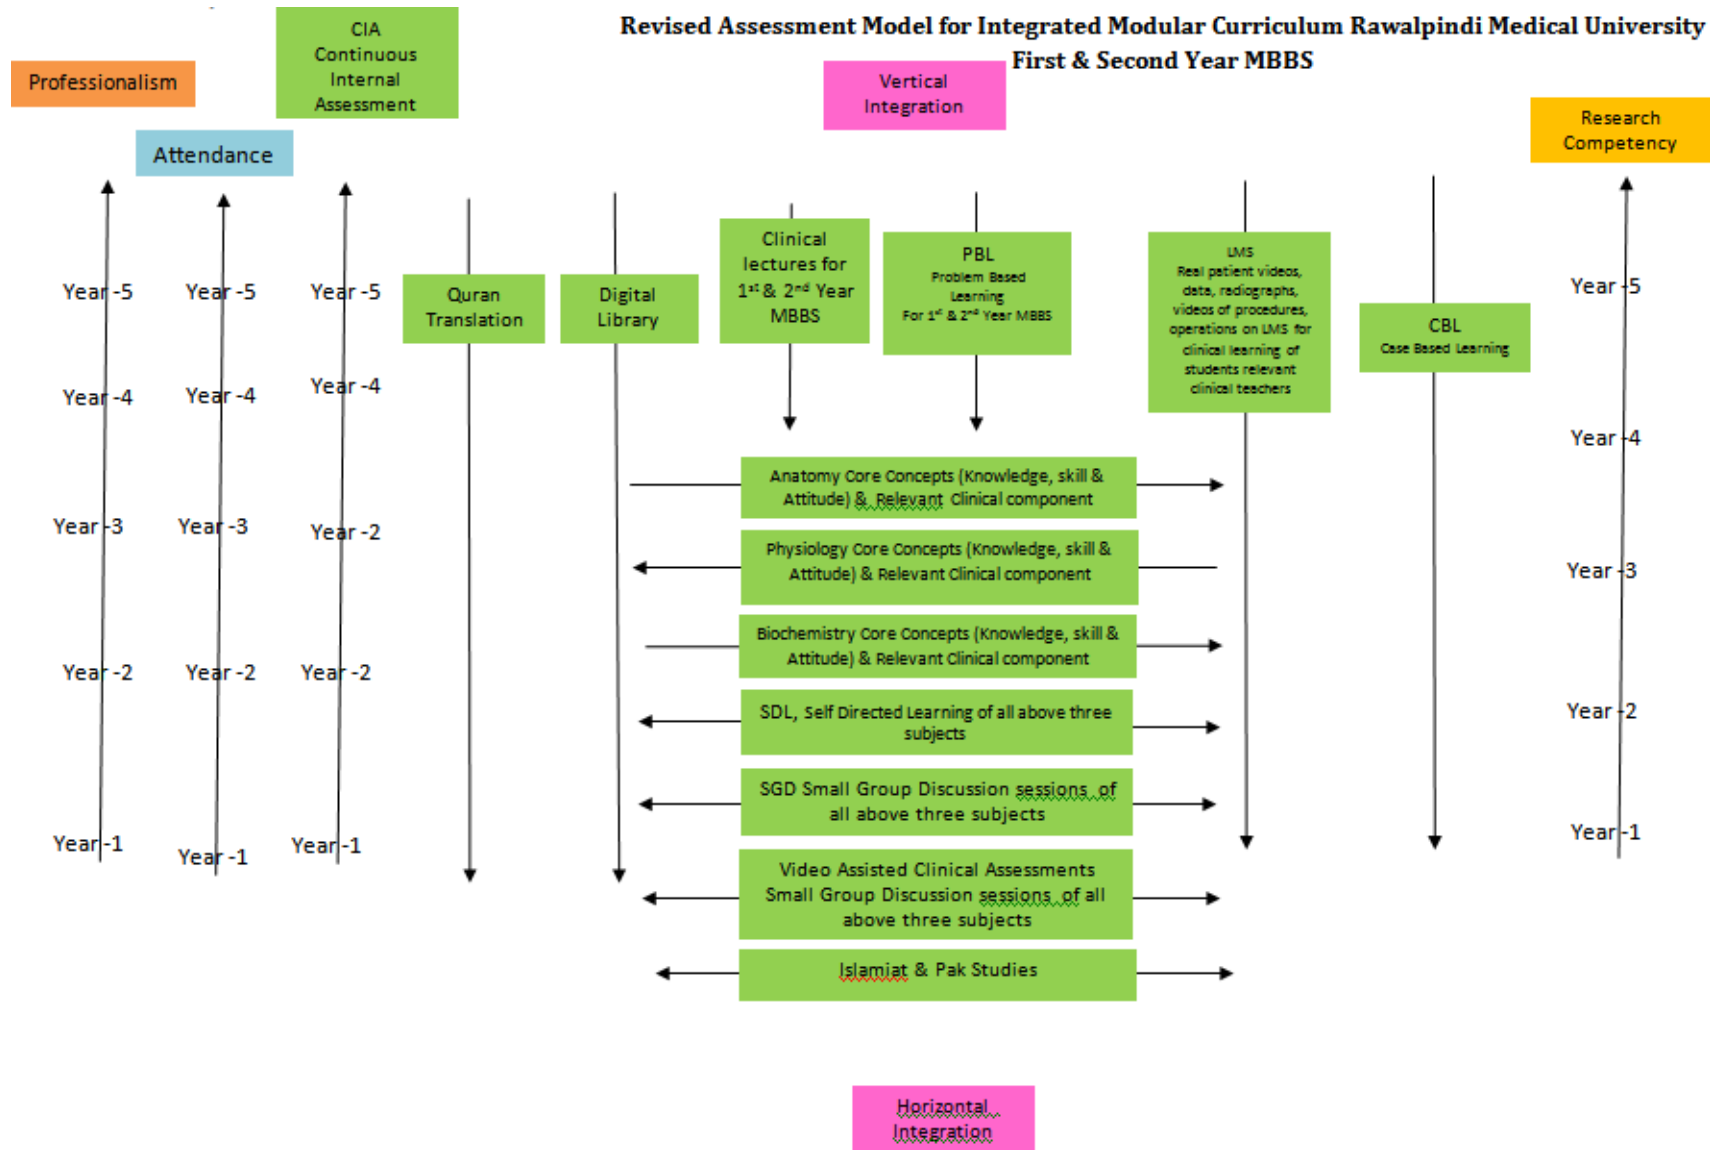 Revised Assessment Model for Integrated Modular Curriculum Rawalpindi Medical University
First & Second Year MBBS
Professionalism
Attendance
CIA
Continuous
Internal
Assessment
Vertical
Integration
Research
Competency
Year -5
Year -4
Year -3
Year -2
Year -1
Year -5
Year -4
Year -3
Year -2
Year -1
Year -5
Year -4
Year -2
Year -2
Year -1
Quran
Translation
Digital
Library
Clinical
lectures for
1st & 2nd Year
MBBS
PBL
Problem Based
Learning
For 1st & 2nd Year MBBS
LMS
Real patient videos,
data, radiographs,
videos of procedures,
operations on LMS for
clinical learning of
students relevant
clinical teachers
CBL
Case Based Learning
Year -5
Year -4
Year -3
Year -2
Year -1
Anatomy Core Concepts (Knowledge, skill &
Attitude) & Relevant Clinical component
Physiology Core Concepts (Knowledge, skill &
Attitude) & Relevant Clinical component
Biochemistry Core Concepts (Knowledge, skill &
Attitude) & Relevant Clinical component
SDL, Self Directed Learning of all above three
subjects
SGD Small Group Discussion sessions of
all above three subjects
Video Assisted Clinical Assessments
Small Group Discussion sessions of all
above three subjects
Islamiat & Pak Studies
Horizontal
Integration